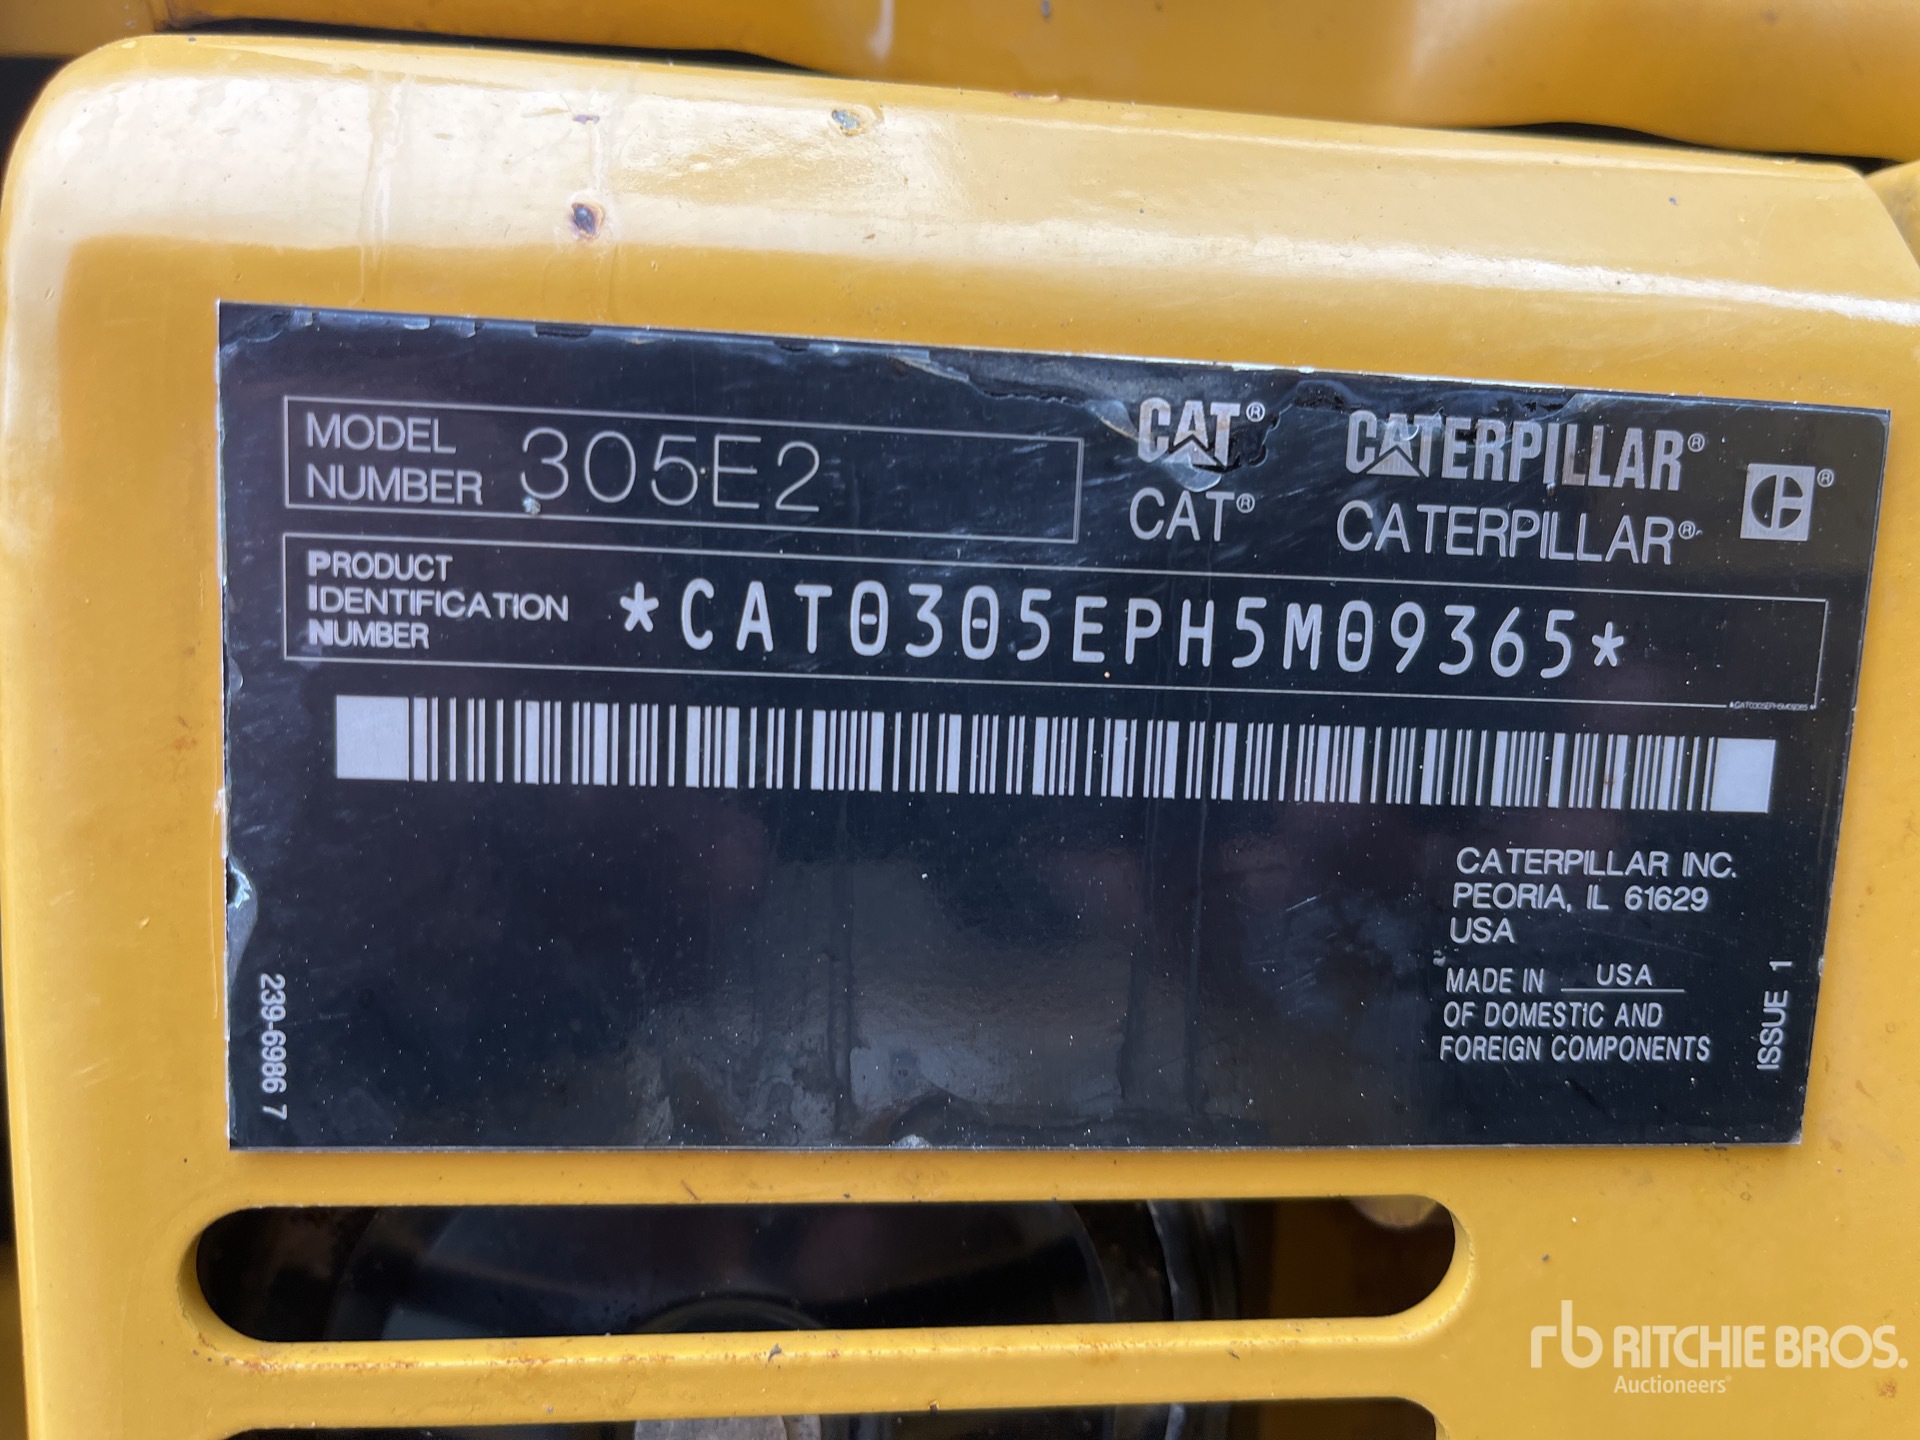 MODEL NUMBER 305E2
CAT® CATERPILLAR®
CAT® CATERPILLAR®
PRODUCT
IDENTIFICATION
NUMBER
*CAT0305EPH5M09365*
CATERPILLAR INC.
PEORIA, IL 61629
USA
MADE IN USA
OF DOMESTIC AND
FOREIGN COMPONENTS
ISSUE 1
239-6986 7
rb RITCHIE BROS.
Auctioneers